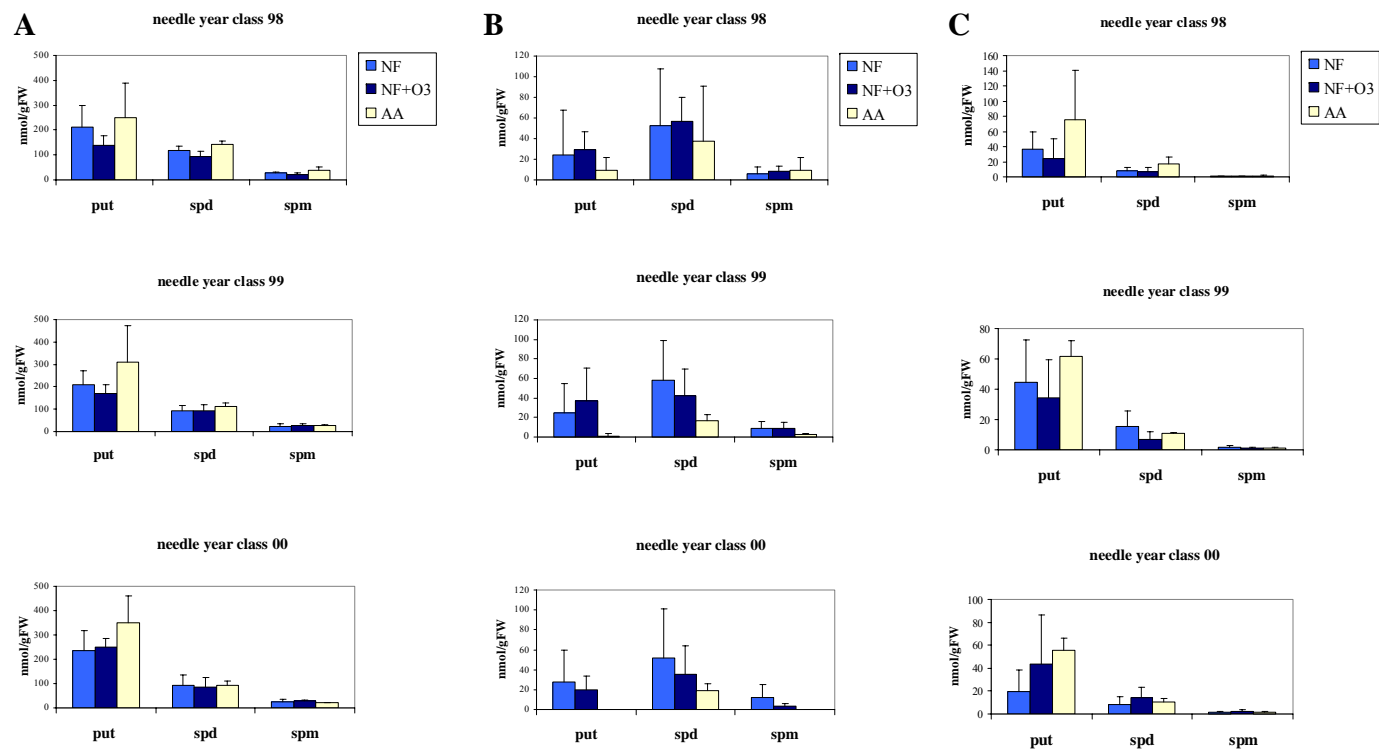 A
needle year class 98
500
400
300
200
100
0
nmol/gFW
put spd spm
NF
NF+O3
AA
needle year class 99
500
400
300
200
100
0
nmol/gFW
put spd spm
needle year class 00
500
400
300
200
100
0
nmol/gFW
put spd spm
B
needle year class 98
120
100
80
60
40
20
0
nmol/gFW
put spd spm
NF
NF+O3
AA
needle year class 99
120
100
80
60
40
20
0
nmol/gFW
put spd spm
needle year class 00
120
100
80
60
40
20
0
nmol/gFW
put spd spm
C
needle year class 98
160
140
120
100
80
60
40
20
0
nmol/gFW
put spd spm
NF
NF+O3
AA
needle year class 99
80
60
40
20
0
nmol/gFW
put spd spm
needle year class 00
100
80
60
40
20
0
nmol/gFW
put spd spm